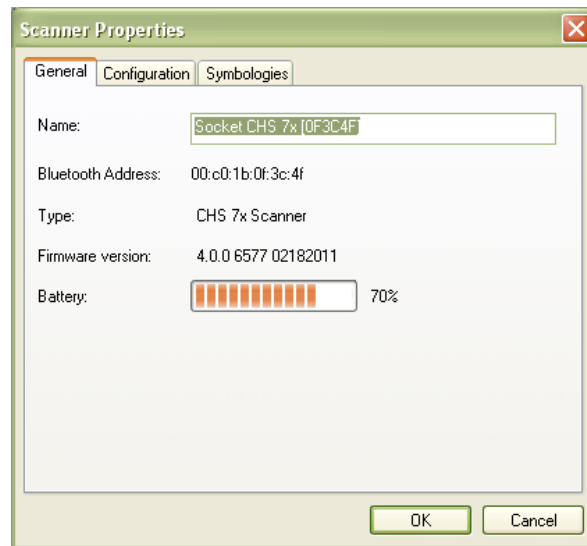 Scanner Properties
General Configuration Symbologies
Name: Socket CHS 7x [0F3C4F]
Bluetooth Address: 00:c0:1b:0f:3c:4f
Type: CHS 7x Scanner
Firmware version: 4.0.0 6577 02182011
Battery: 70%
OK Cancel